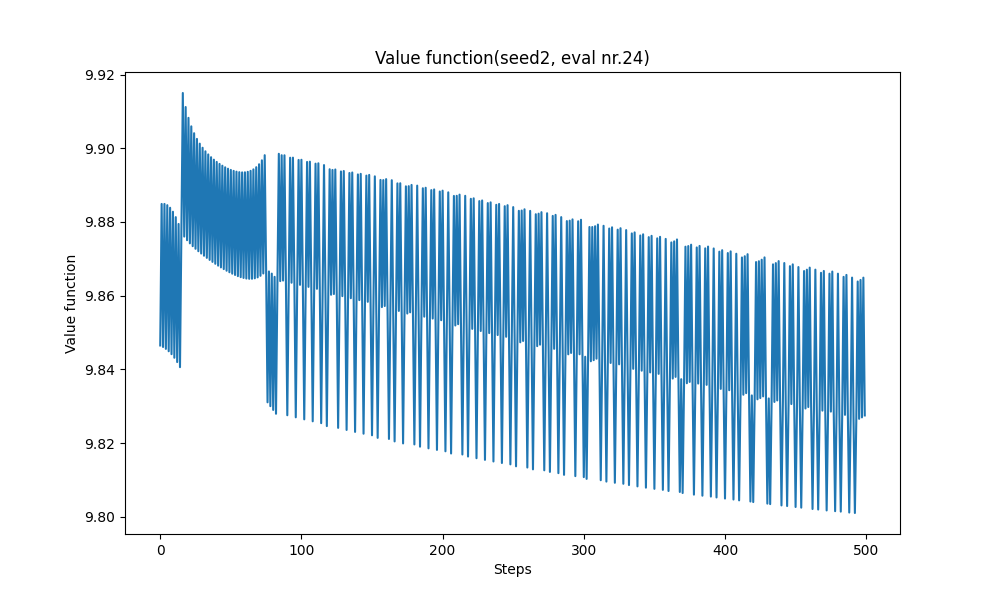 Value function(seed2, eval nr.24)
9.92
9.90
9.88
9.86
9.84
9.82
9.80
Value function
0 100 200 300 400 500
Steps